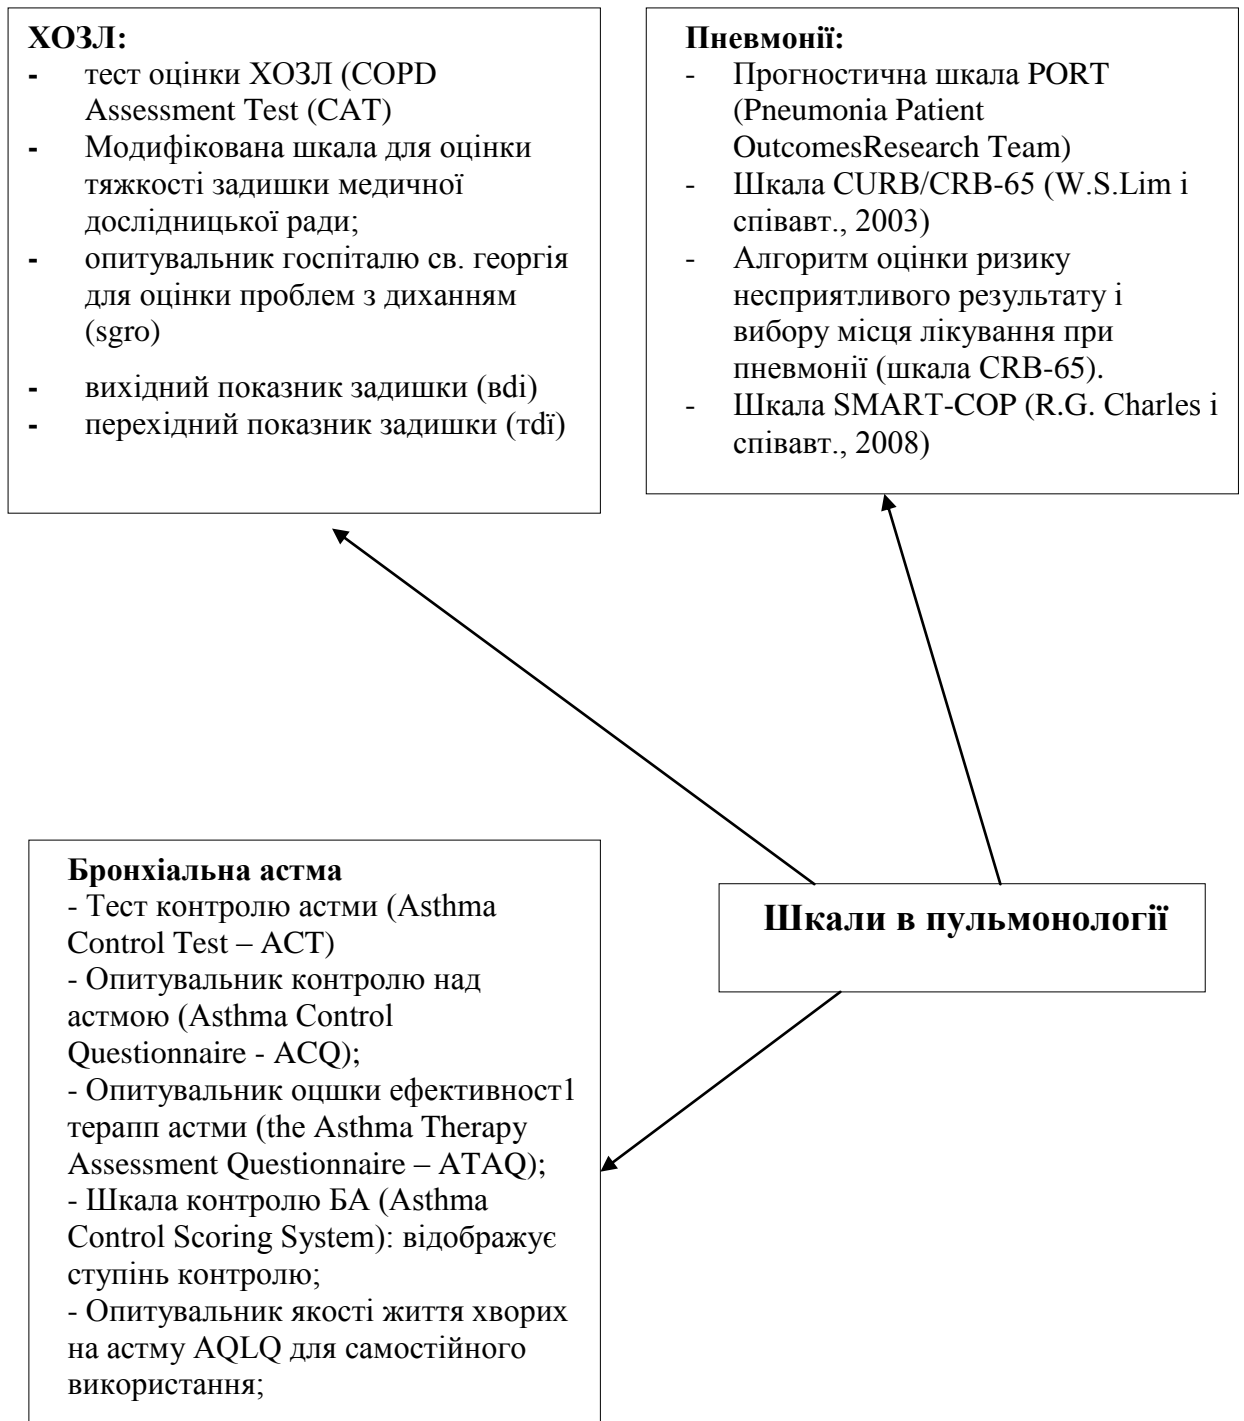 ХОЗЛ:
- тест оцінки ХОЗЛ (COPD
Assessment Test (CAT)
- Модифікована шкала для оцінки
тяжкості задишки медичної
дослідницької ради;
- опитувальник госпіталю св. георгія
для оцінки проблем з диханням
(sgro)
- вихідний показник задишки (вdi)
- перехідний показник задишки (тdї)
Пневмонії:
- Прогностична шкала PORT
(Pneumonia Patient
OutcomesResearch Team)
- Шкала CURB/CRB-65 (W.S.Lim і
співавт., 2003)
- Алгоритм оцінки ризику
несприятливого результату і
вибору місця лікування при
пневмонії (шкала CRB-65).
- Шкала SMART-COP (R.G. Charles і
співавт., 2008)
Бронхіальна астма
- Тест контролю астми (Asthma
Control Test – ACT)
- Опитувальник контролю над
астмою (Asthma Control
Questionnaire - ACQ);
- Опитувальник оцшки ефективност1
терапп астми (the Asthma Therapy
Assessment Questionnaire – ATAQ);
- Шкала контролю БА (Asthma
Control Scoring System): відображує
ступінь контролю;
- Опитувальник якості життя хворих
на астму AQLQ для самостійного
використання;
Шкали в пульмонології